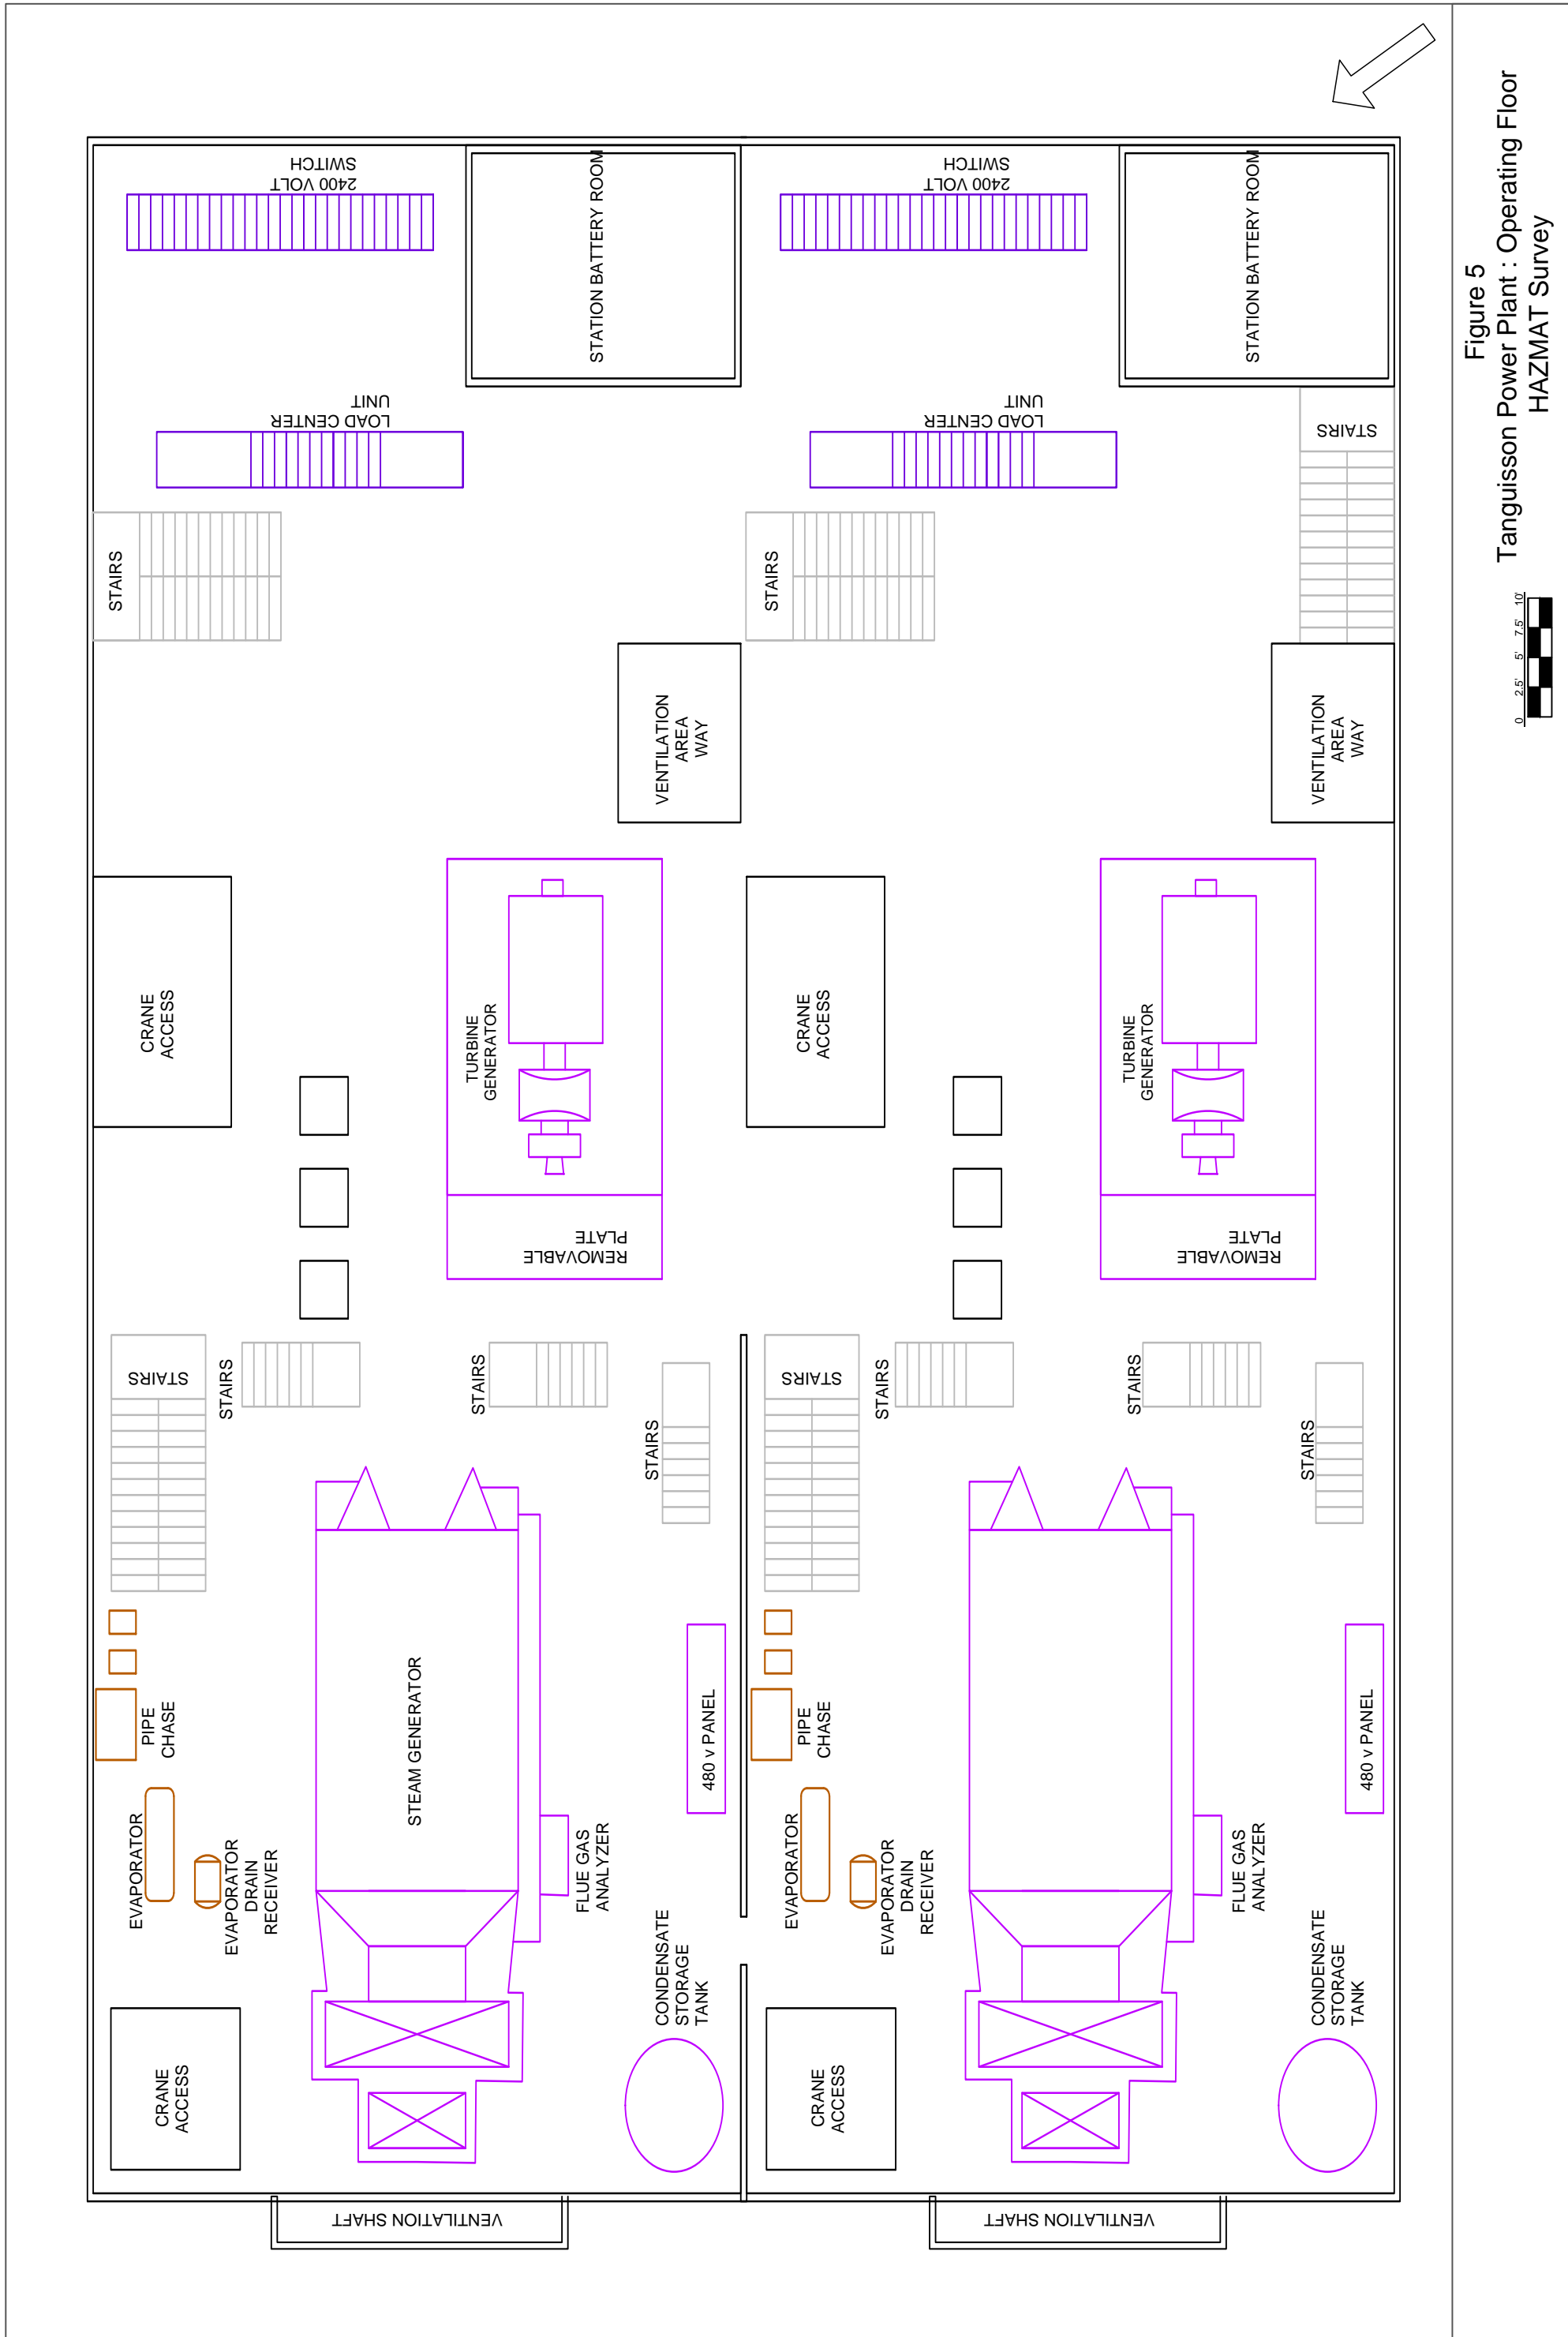 SWITCH
2400 VOLT
STATION BATTERY ROOM
SWITCH
2400 VOLT
STATION BATTERY ROOM
UNIT
LOAD CENTER
UNIT
LOAD CENTER
STAIRS
STAIRS
STAIRS
VENTILATION
AREA
WAY
VENTILATION
AREA
WAY
CRANE
ACCESS
TURBINE
GENERATOR
CRANE
ACCESS
TURBINE
GENERATOR
PLATE
REMOVABLE
PLATE
REMOVABLE
STAIRS
STAIRS
STAIRS
STAIRS
STAIRS
STAIRS
STAIRS
STAIRS
PIPE
CHASE
STEAM GENERATOR
480 v PANEL
PIPE
CHASE
480 v PANEL
EVAPORATOR
EVAPORATOR
DRAIN
RECEIVER
FLUE GAS
ANALYZER
EVAPORATOR
EVAPORATOR
DRAIN
RECEIVER
FLUE GAS
ANALYZER
CONDENSATE
STORAGE
TANK
CONDENSATE
STORAGE
TANK
CRANE
ACCESS
CRANE
ACCESS
VENTILATION SHAFT
VENTILATION SHAFT
Figure 5
Tanguisson Power Plant : Operating Floor
HAZMAT Survey
0 2.5' 5' 7.5' 10'